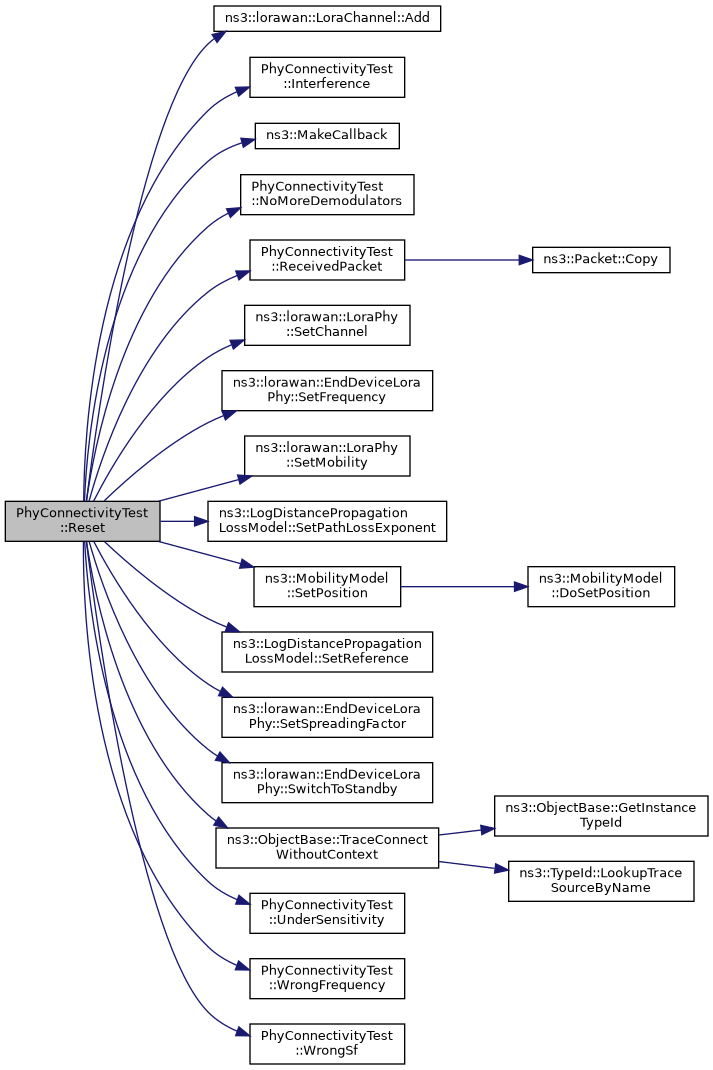 ns3::lorawan::LoraChannel::Add
PhyConnectivityTest
::Interference
ns3::MakeCallback
PhyConnectivityTest
::NoMoreDemodulators
PhyConnectivityTest
::ReceivedPacket
ns3::Packet::Copy
ns3::lorawan::LoraPhy
::SetChannel
ns3::lorawan::EndDeviceLora
Phy::SetFrequency
ns3::lorawan::LoraPhy
::SetMobility
PhyConnectivityTest
::Reset
ns3::LogDistancePropagation
LossModel::SetPathLossExponent
ns3::MobilityModel
::SetPosition
ns3::MobilityModel
::DoSetPosition
ns3::LogDistancePropagation
LossModel::SetReference
ns3::lorawan::EndDeviceLora
Phy::SetSpreadingFactor
ns3::lorawan::EndDeviceLora
Phy::SwitchToStandby
ns3::ObjectBase::TraceConnect
WithoutContext
ns3::ObjectBase::GetInstance
TypeId
ns3::TypeId::LookupTrace
SourceByName
PhyConnectivityTest
::UnderSensitivity
PhyConnectivityTest
::WrongFrequency
PhyConnectivityTest
::WrongSf